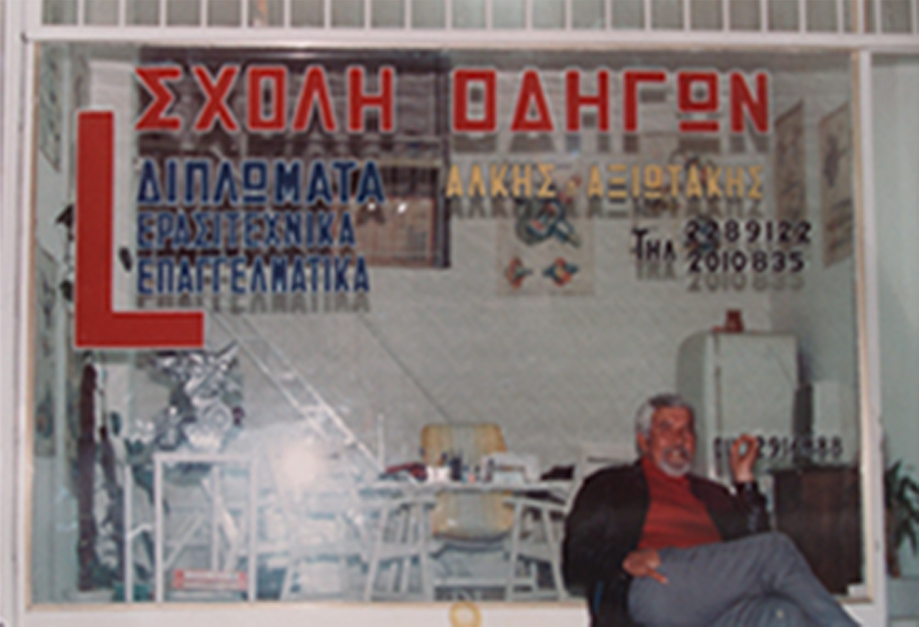 ΣΧΟΛΗ ΟΔΗΓΩΝ
L
ΔΙΠΛΩΜΑΤΑ
ΕΡΑΣΙΤΕΧΝΙΚΑ
ΕΠΑΓΓΕΛΜΑΤΙΚΑ
ΑΛΚΗΣ · ΑΞΙΩΤΑΚΗΣ
ΤΗΛ 2289122
2010835